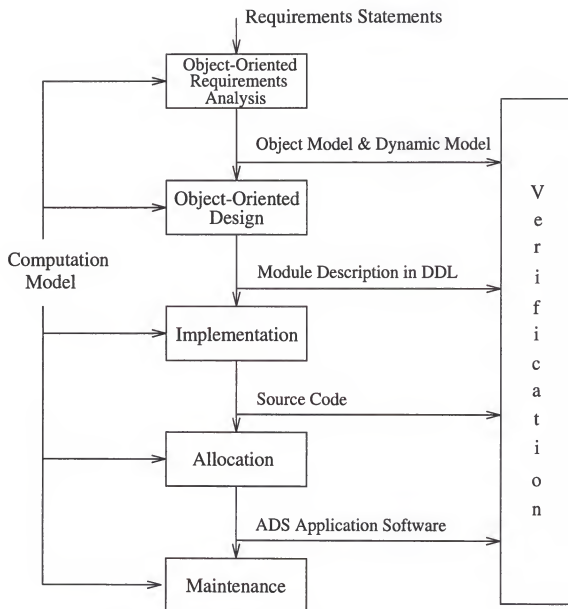 Requirements Statements
Object-Oriented
Requirements
Analysis
Object Model & Dynamic Model
Object-Oriented
Design
Computation
Model
Module Description in DDL
Implementation
Source Code
Allocation
ADS Application Software
Maintenance
Verification